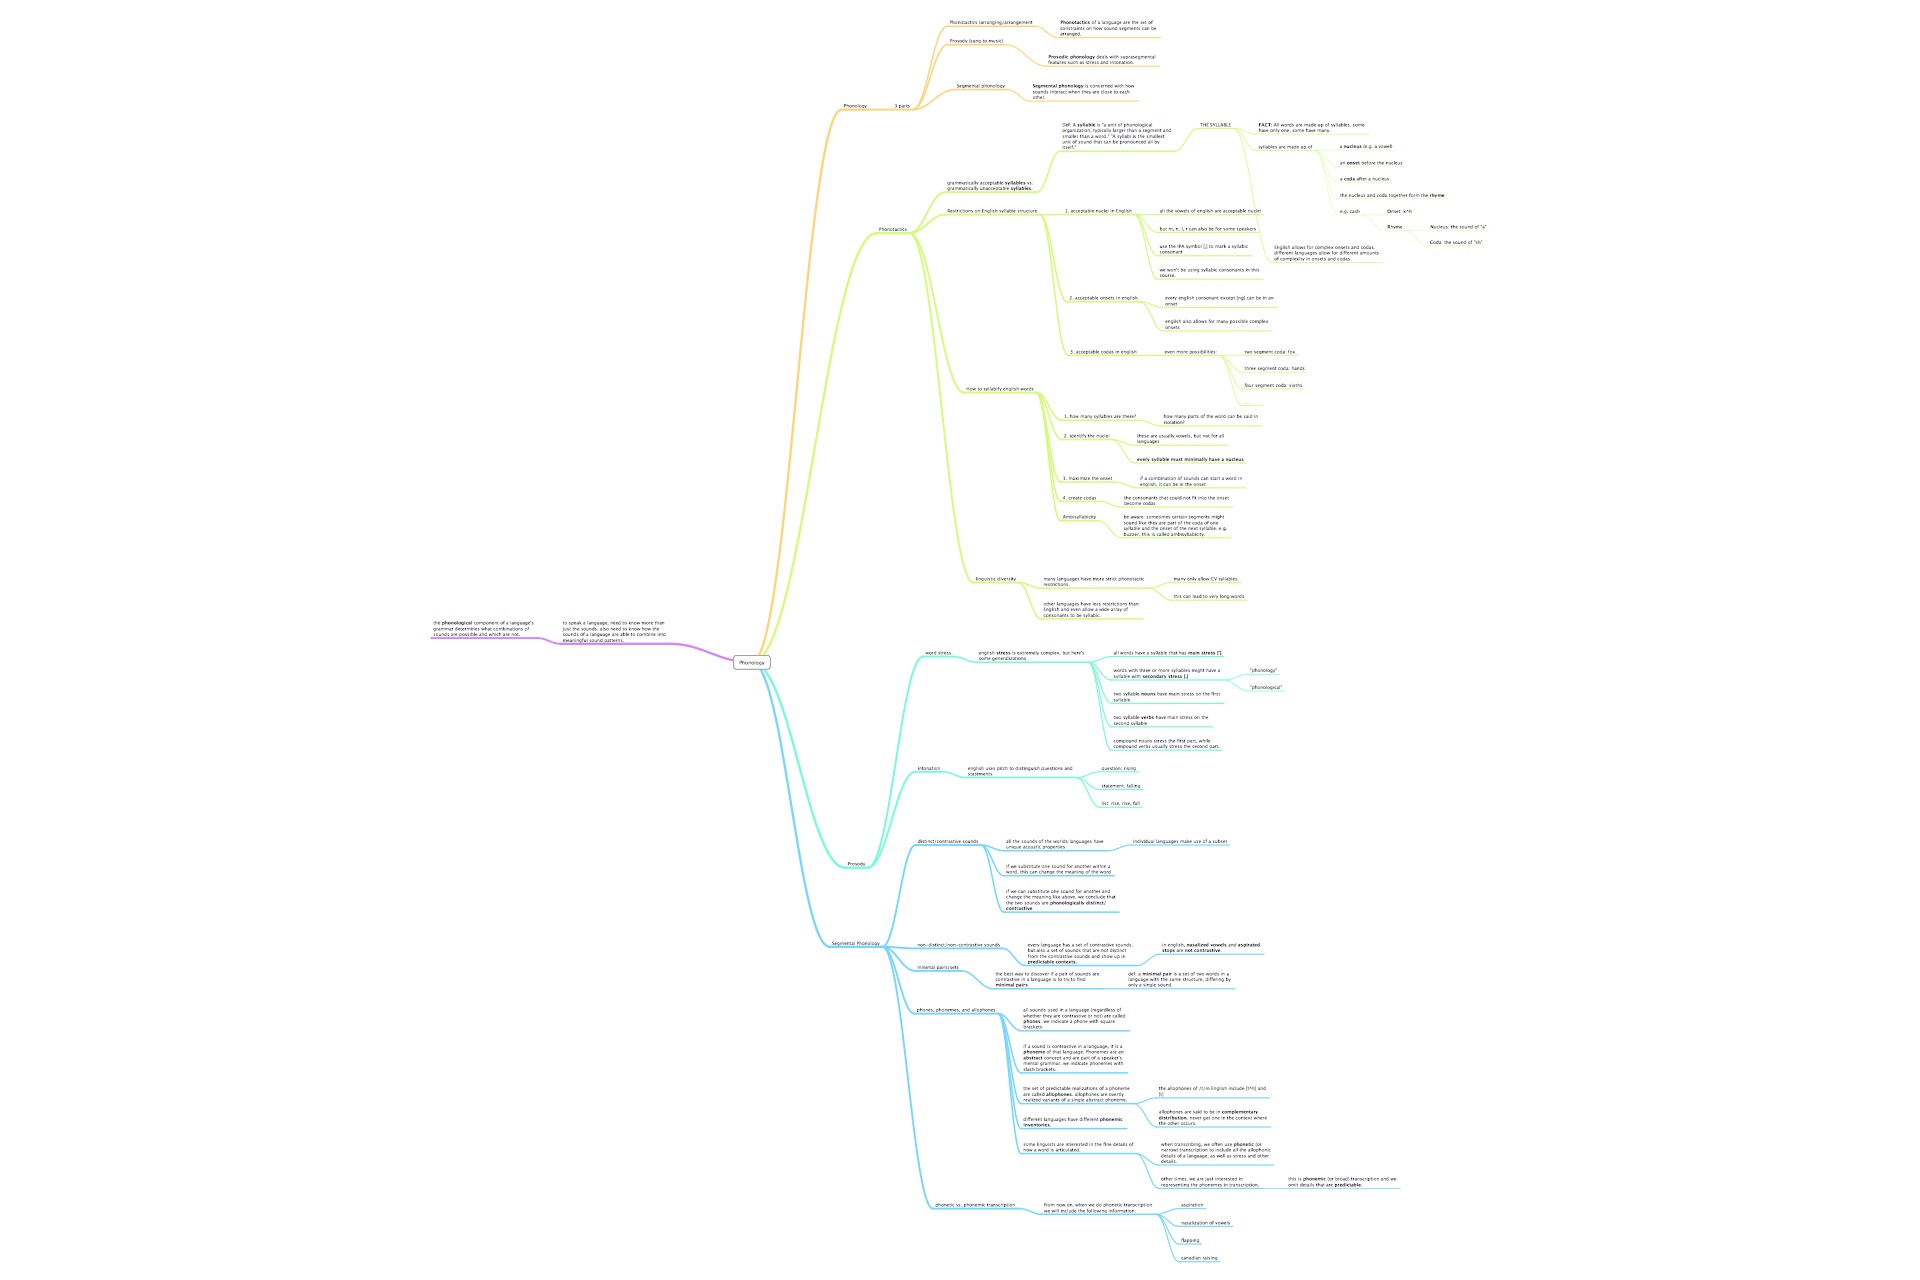 Phonotactics (arranging/arrangement
Phonotactics of a language are the set of
constraints on how sound segments can be
arranged.
Prosody (sung to music)
Prosodic phonology deals with suprasegmental
features such as stress and intonation.
Segmental phonology
Segmental phonology is concerned with how
sounds interact when they are close to each
other.
Phonology
3 parts
Def: A syllable is "a unit of phonological
organization, typically larger than a segment and
smaller than a word." "A syllabi is the smallest
unit of sound that can be pronounced all by
itself."
THE SYLLABLE
FACT: All words are made up of syllables, some
have only one, some have many.
syllables are made up of
a nucleus (e.g. a vowel)
an onset before the nucleus
a coda after a nucleus
the nucleus and coda together form the rhyme
e.g. cash
Onset: k^h
Rhyme
Nucleus: the sound of "a"
Coda: the sound of "sh"
English allows for complex onsets and codas.
different languages allow for different amounts
of complexity in onsets and codas.
grammatically acceptable syllables vs.
grammatically unacceptable syllables.
Phonotactics
Restrictions on English syllable structure
1. acceptable nuclei in English
all the vowels of english are acceptable nuclei
but m, n, l, r can also be for some speakers
use the IPA symbol [,] to mark a syllabic
consonant
we won't be using syllabic consonants in this
course.
2. acceptable onsets in english
every english consonant except [ng] can be in an
onset
english also allows for many possible complex
onsets
3. acceptable codas in english
even more possibilities:
two segment coda: fox
three segment coda: hands
four segment coda: sixths
How to syllabify english words
1. how many syllables are there?
how many parts of the word can be said in
isolation?
2. identify the nuclei
these are usually vowels, but not for all
languages
every syllable must minimally have a nucleus
3. maximize the onset
if a combination of sounds can start a word in
english, it can be in the onset
4. create codas
the consonants that could not fit into the onset
become codas
Ambisyllabicity
be aware: sometimes certain segments might
sound like they are part of the coda of one
syllable and the onset of the next syllable. e.g.
buzzer. this is called ambisyllabicity.
linguistic diversity
many languages have more strict phonotactic
restrictions
many only allow CV syllables.
this can lead to very long words
other languages have less restrictions than
English and even allow a wide array of
consonants to be syllabic.
the phonological component of a language's
grammar determines what combinations of
sounds are possible and which are not.
to speak a language, need to know more than
just the sounds. also need to know how the
sounds of a language are able to combine into
meaningful sound patterns.
Phonology
word stress
english stress is extremely complex, but here's
some generalizations
all words have a syllable that has main stress [']
words with three or more syllables might have a
syllable with secondary stress [,]
"phonology"
"phonological"
two syllable nouns have main stress on the first
syllable
two syllable verbs have main stress on the
second syllable
compound nouns stress the first part, while
compound verbs usually stress the second part.
intonation
english uses pitch to distinguish questions and
statements.
question: rising
statement: falling
list: rise, rise, fall
Prosody
distinct/contrastive sounds
all the sounds of the worlds languages have
unique acoustic properties
individual languages make use of a subset
if we substitute one sound for another within a
word, this can change the meaning of the word
if we can substitute one sound for another and
change the meaning like above, we conclude that
the two sounds are phonologically distinct/
contrastive
Segmental Phonology
non-distinct/non-contrastive sounds
every language has a set of contrastive sounds,
but also a set of sounds that are not distinct
from the contrastive sounds and show up in
predictable contexts.
in english, nasalized vowels and aspirated
stops are not contrastive.
minimal pairs/sets
the best way to discover if a pair of sounds are
contrastive in a language is to try to find
minimal pairs
def: a minimal pair is a set of two words in a
language with the same structure, differing by
only a single sound.
phones, phonemes, and allophones
all sounds used in a language (regardless of
whether they are contrastive or not) are called
phones. we indicate a phone with square
brackets
if a sound is contrastive in a language, it is a
phoneme of that language. Phonemes are an
abstract concept and are part of a speaker's
mental grammar. we indicate phonemes with
slash brackets.
the set of predictable realizations of a phoneme
are called allophones. allophones are overtly
realized variants of a single abstract phoneme.
the allophones of /t/in English include [t^h] and
[t]
allophones are said to be in complementary
distribution, never get one in the context where
the other occurs.
different languages have different phonemic
inventories.
some linguists are interested in the fine details of
how a word is articulated.
when transcribing, we often use phonetic (or
narrow) transcription to include all the allophonic
details of a language, as well as stress and other
details.
other times, we are just interested in
representing the phonemes in transcription.
this is phonemic (or broad) transcription and we
omit details that are predictable.
phonetic vs. phonemic transcription
From now on, when we do phonetic transcription
we will include the following information:
aspiration
nasalization of vowels
flapping
canadian raising